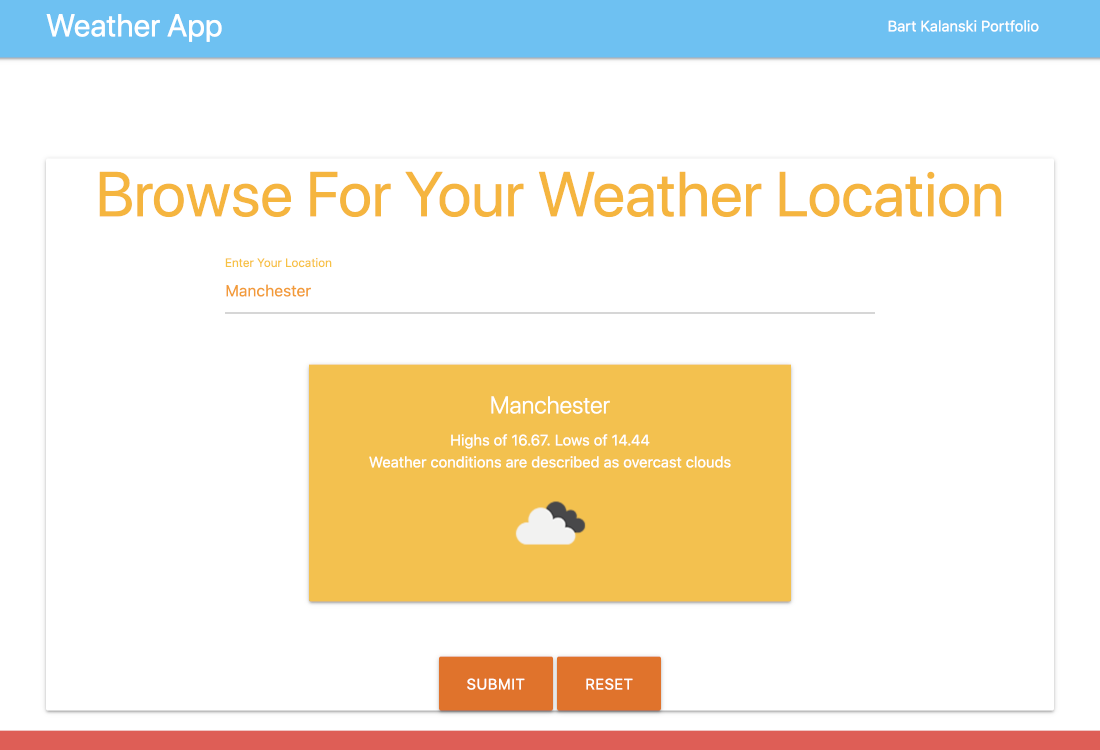 Weather App
Bart Kalanski Portfolio
Browse For Your Weather Location
Enter Your Location
Manchester
Manchester
Highs of 16.67. Lows of 14.44
Weather conditions are described as overcast clouds
SUBMIT
RESET